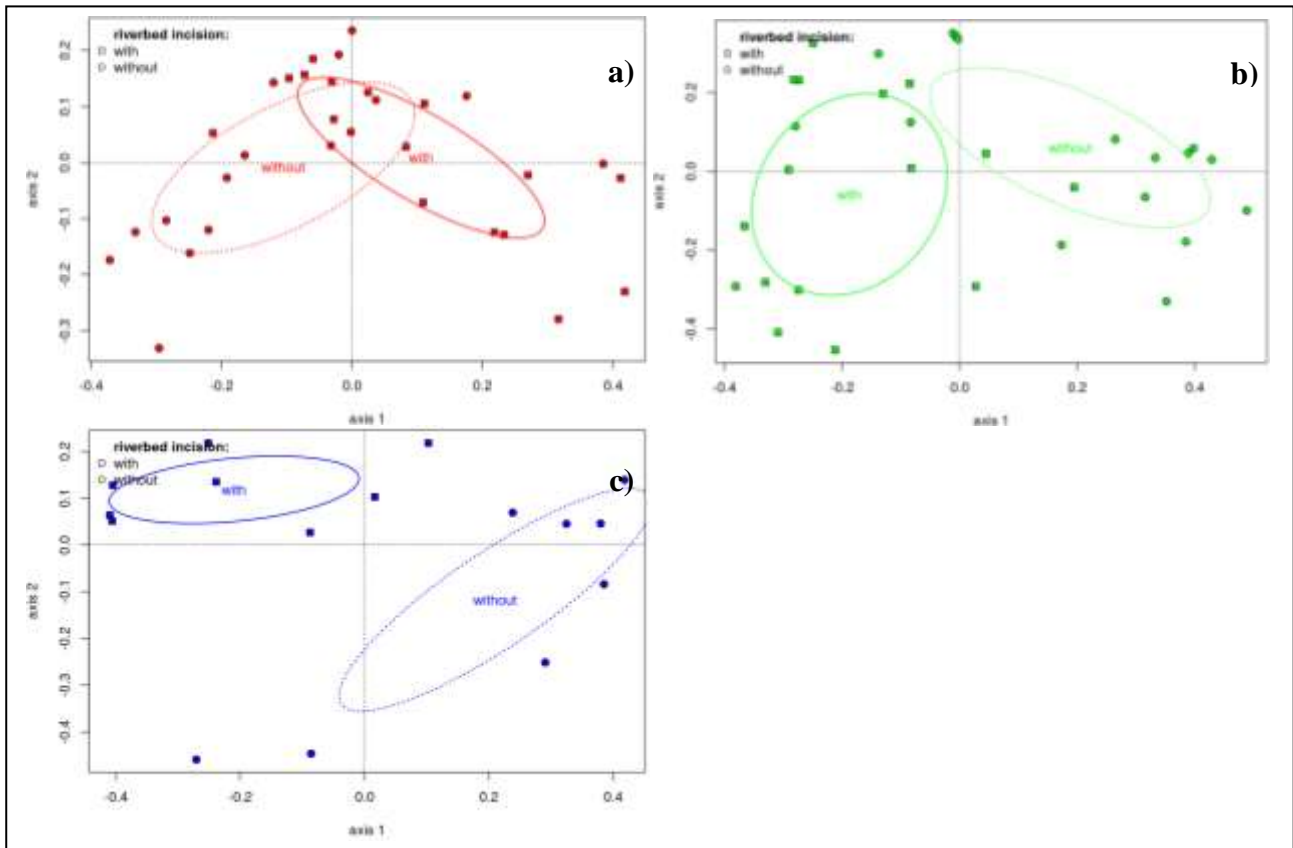 a)
riverbed incision:
with
without
axis 2
0.2
0.1
0.0
-0.1
-0.2
-0.3
without
with
-0.4
-0.2
0.0
0.2
0.4
axis 1
b)
riverbed incision:
with
without
axis 2
0.2
0.0
-0.2
-0.4
with
without
-0.4
-0.2
0.0
0.2
0.4
axis 1
c)
riverbed incision:
with
without
axis 2
0.2
0.1
0.0
-0.1
-0.2
-0.3
-0.4
with
without
-0.4
-0.2
0.0
0.2
0.4
axis 1